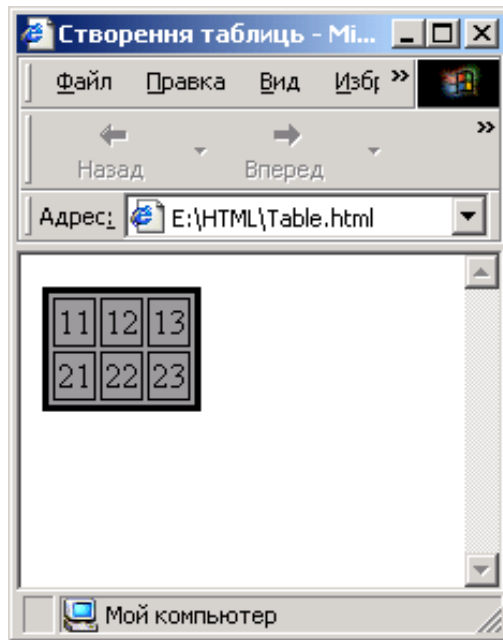 Створення таблиць - Mi...
Файл Правка Вид Избр »
Назад Вперед »
Адрес: E:\HTML\Table.html
11 12 13
21 22 23
Мой компьютер